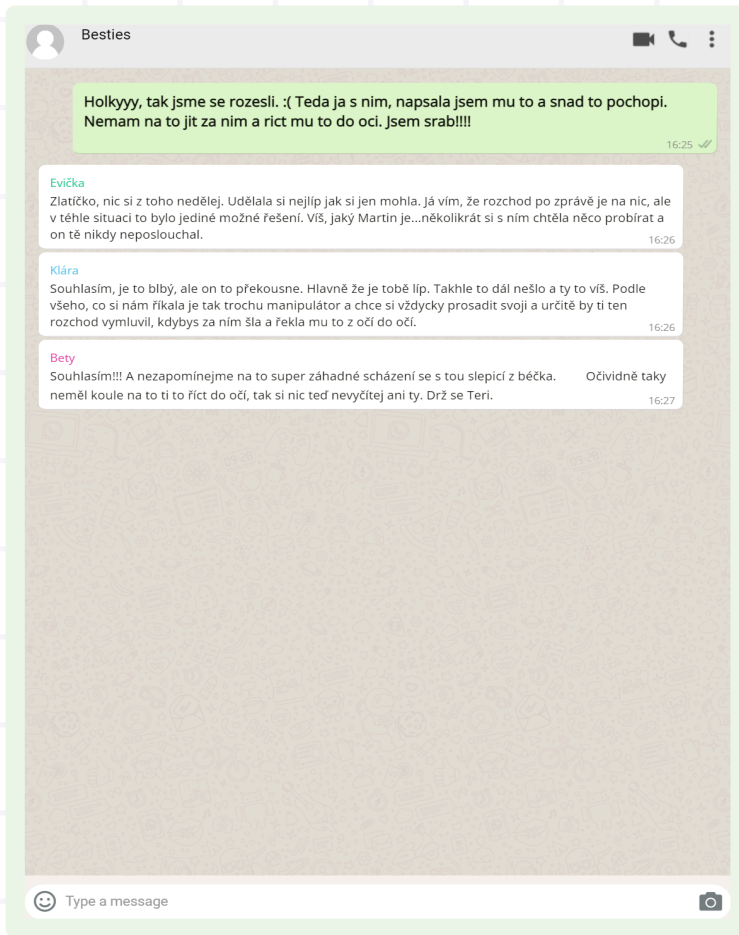 Besties
Holkyyy, tak jsme se rozesli. :( Teda ja s nim, napsala jsem mu to a snad to pochopi.
Nemam na to jit za nim a rict mu to do oci. Jsem srab!!!!
16:25
Evička
Zlatíčko, nic si z toho nedělej. Udělala si nejlíp jak si jen mohla. Já vím, že rozchod po zprávě je na nic, ale
v téhle situaci to bylo jediné možné řešení. Víš, jaký Martin je...několikrát si s ním chtěla něco probírat a
on tě nikdy neposlouchal.
16:26
Klára
Souhlasím, je to blbý, ale on to překousne. Hlavně že je tobě líp. Takhle to dál nešlo a ty to víš. Podle
všeho, co si nám říkala je tak trochu manipulátor a chce si vždycky prosadit svoji a určitě by ti ten
rozchod vymluvil, kdybys za ním šla a řekla mu to z očí do očí.
16:26
Bety
Souhlasím!!! A nezapomínejme na to super záhadné scházení se s tou slepicí z béčka. Očividně taky
neměl koule na to ti to říct do očí, tak si nic teď nevyčítej ani ty. Drž se Teri.
16:27
Type a message